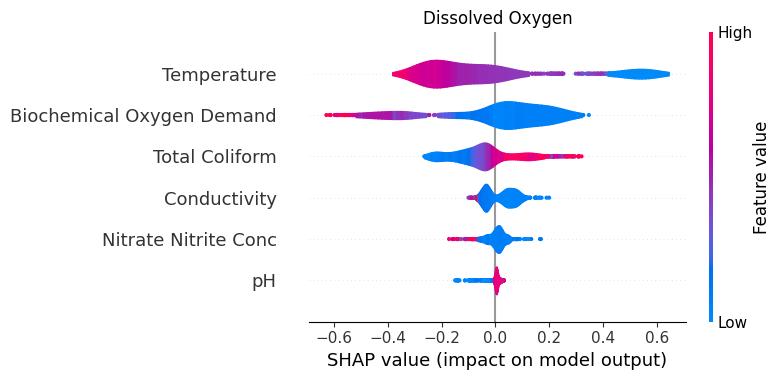 Dissolved Oxygen
High
Temperature
Biochemical Oxygen Demand
Total Coliform
Conductivity
Nitrate Nitrite Conc
pH
Feature value
Low
−0.6 −0.4 −0.2 0.0 0.2 0.4 0.6
SHAP value (impact on model output)